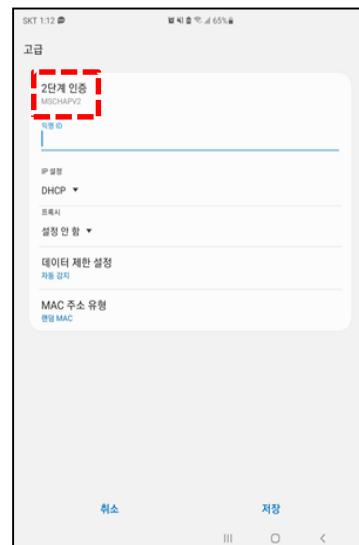 SKT 1:12
65%
고급
2단계 인증
MSCHAPV2
익명 ID
IP 설정
DHCP
프록시
설정 안 함
데이터 제한 설정
자동 감지
MAC 주소 유형
랜덤 MAC
취소
저장